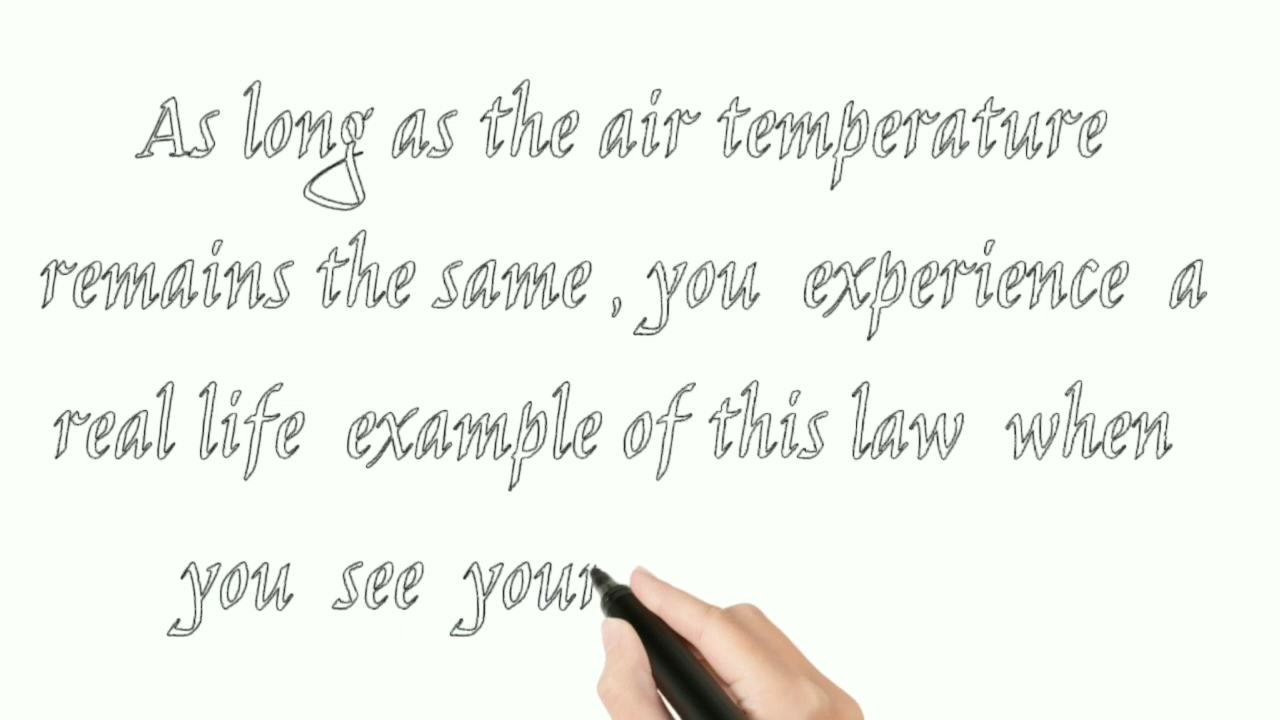 As long as the air temperature
remains the same , you experience a
real life example of this law when
you see your